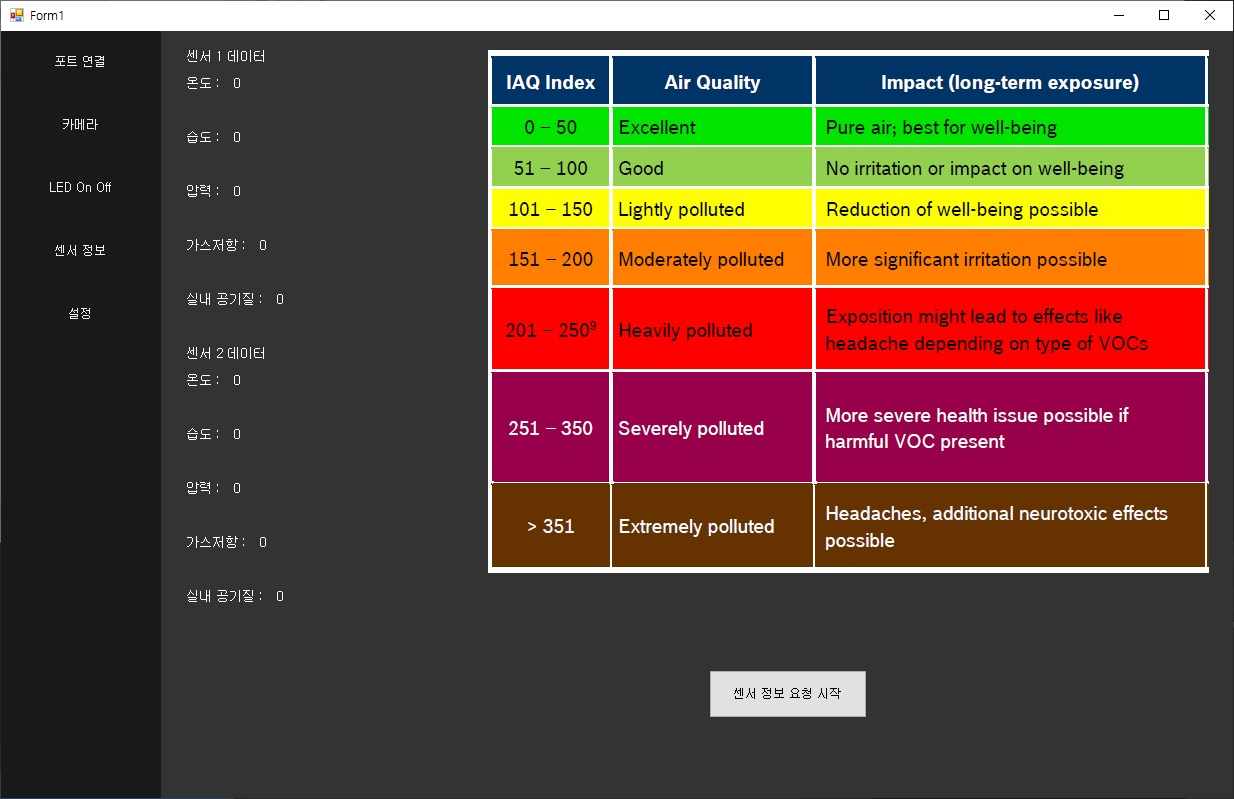 Form1
포트 연결
카메라
LED On Off
센서 정보
설정
센서 1 데이터
온도 : 0
습도 : 0
압력 : 0
가스저항 : 0
실내 공기질 : 0
센서 2 데이터
온도 : 0
습도 : 0
압력 : 0
가스저항 : 0
실내 공기질 : 0
IAQ Index Air Quality Impact (long-term exposure)
0 – 50 Excellent Pure air; best for well-being
51 – 100 Good No irritation or impact on well-being
101 – 150 Lightly polluted Reduction of well-being possible
151 – 200 Moderately polluted More significant irritation possible
201 – 250⁹ Heavily polluted Exposition might lead to effects like
headache depending on type of VOCs
251 – 350 Severely polluted More severe health issue possible if
harmful VOC present
> 351 Extremely polluted Headaches, additional neurotoxic effects
possible
센서 정보 요청 시작